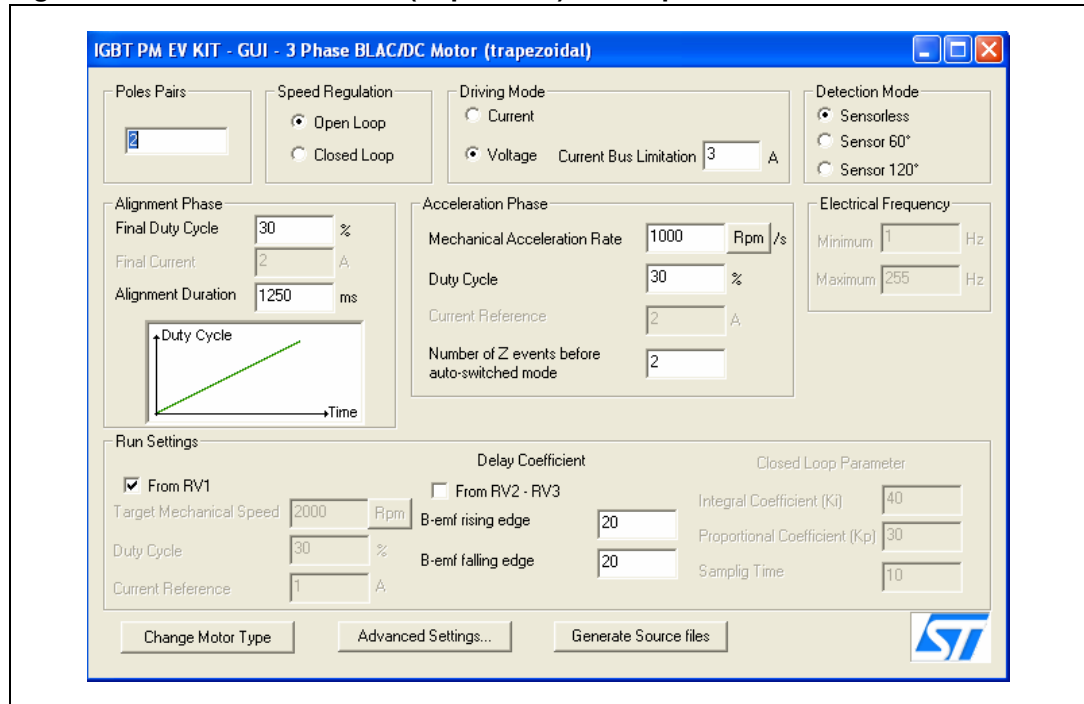 IGBT PM EV KIT - GUI - 3 Phase BLAC/DC Motor (trapezoidal)
Poles Pairs
2
Speed Regulation
Open Loop
Closed Loop
Driving Mode
Current
Voltage Current Bus Limitation 3 A
Detection Mode
Sensorless
Sensor 60°
Sensor 120°
Alignment Phase
Final Duty Cycle 30 %
Final Current 2 A
Alignment Duration 1250 ms
Duty Cycle
Time
Acceleration Phase
Mechanical Acceleration Rate 1000 Rpm /s
Duty Cycle 30 %
Current Reference 2 A
Number of Z events before
auto-switched mode 2
Electrical Frequency
Minimum 1 Hz
Maximum 255 Hz
Run Settings
From RV1
Target Mechanical Speed 2000 Rpm
Duty Cycle 30 %
Current Reference 1 A
Delay Coefficient
From RV2 - RV3
B-emf rising edge 20
B-emf falling edge 20
Closed Loop Parameter
Integral Coefficient (Ki) 40
Proportional Coefficient (Kp) 30
Samplig Time 10
Change Motor Type
Advanced Settings...
Generate Source files
ST